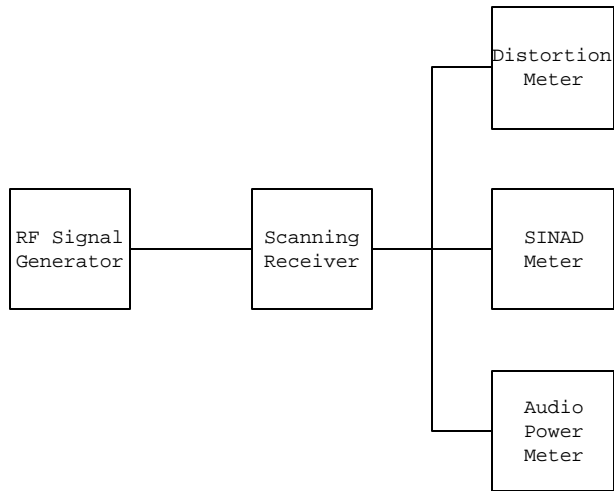 Distortion
Meter
RF Signal
Generator
Scanning
Receiver
SINAD
Meter
Audio
Power
Meter